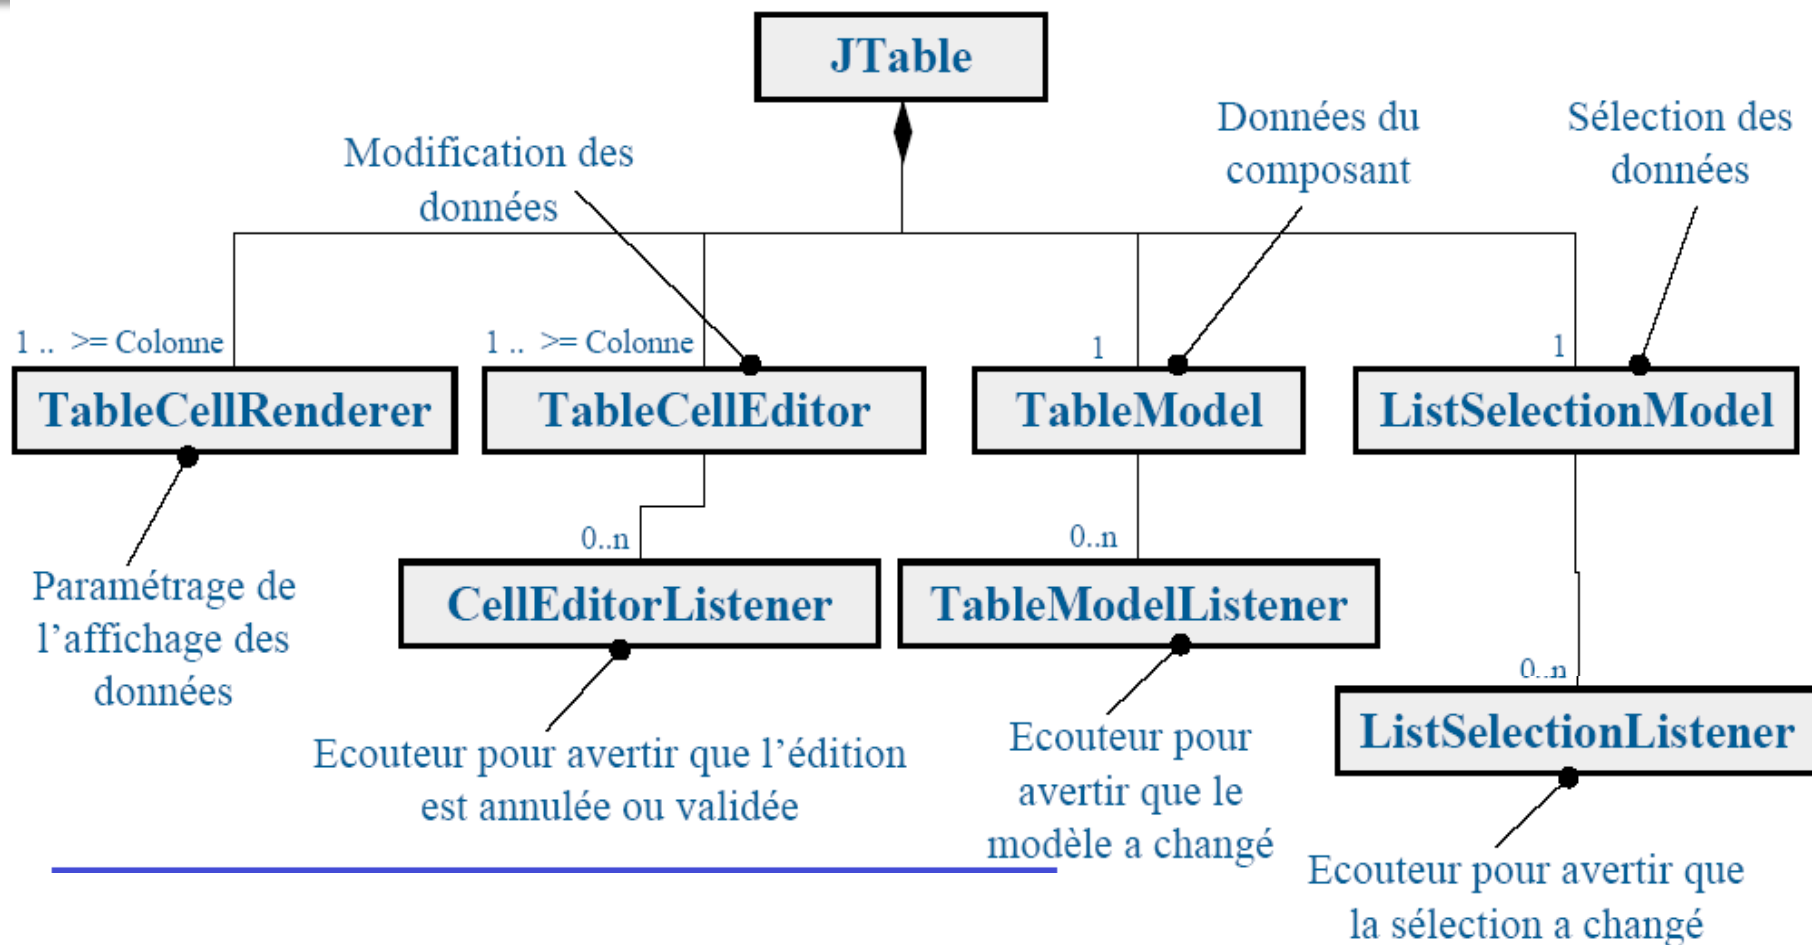 JTable
Modification des
données
Données du
composant
Sélection des
données
1 .. >= Colonne
1 .. >= Colonne
1
1
TableCellRenderer
TableCellEditor
TableModel
ListSelectionModel
0..n
0..n
0..n
CellEditorListener
TableModelListener
ListSelectionListener
Paramétrage de
l’affichage des
données
Ecouteur pour avertir que l’édition
est annulée ou validée
Ecouteur pour
avertir que le
modèle a changé
Ecouteur pour avertir que
la sélection a changé